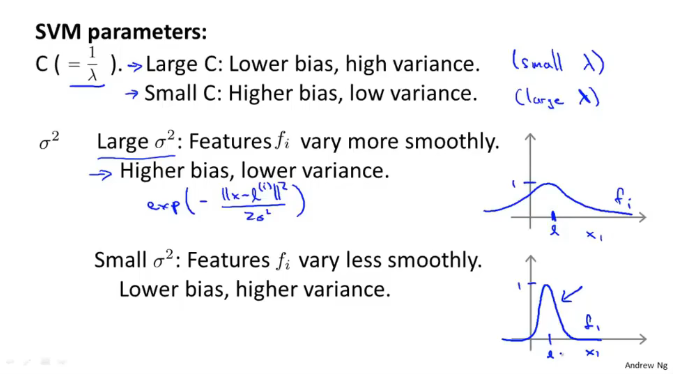 SVM parameters:
C ( = 1/λ ). → Large C: Lower bias, high variance. (small λ)
→ Small C: Higher bias, low variance. (large λ)
σ² Large σ²: Features fᵢ vary more smoothly.
→ Higher bias, lower variance.
exp(- ||x-l⁽ⁱ⁾||² / 2σ²)
1
fᵢ
l x₁
Small σ²: Features fᵢ vary less smoothly.
Lower bias, higher variance.
1
fᵢ
l x₁
Andrew Ng